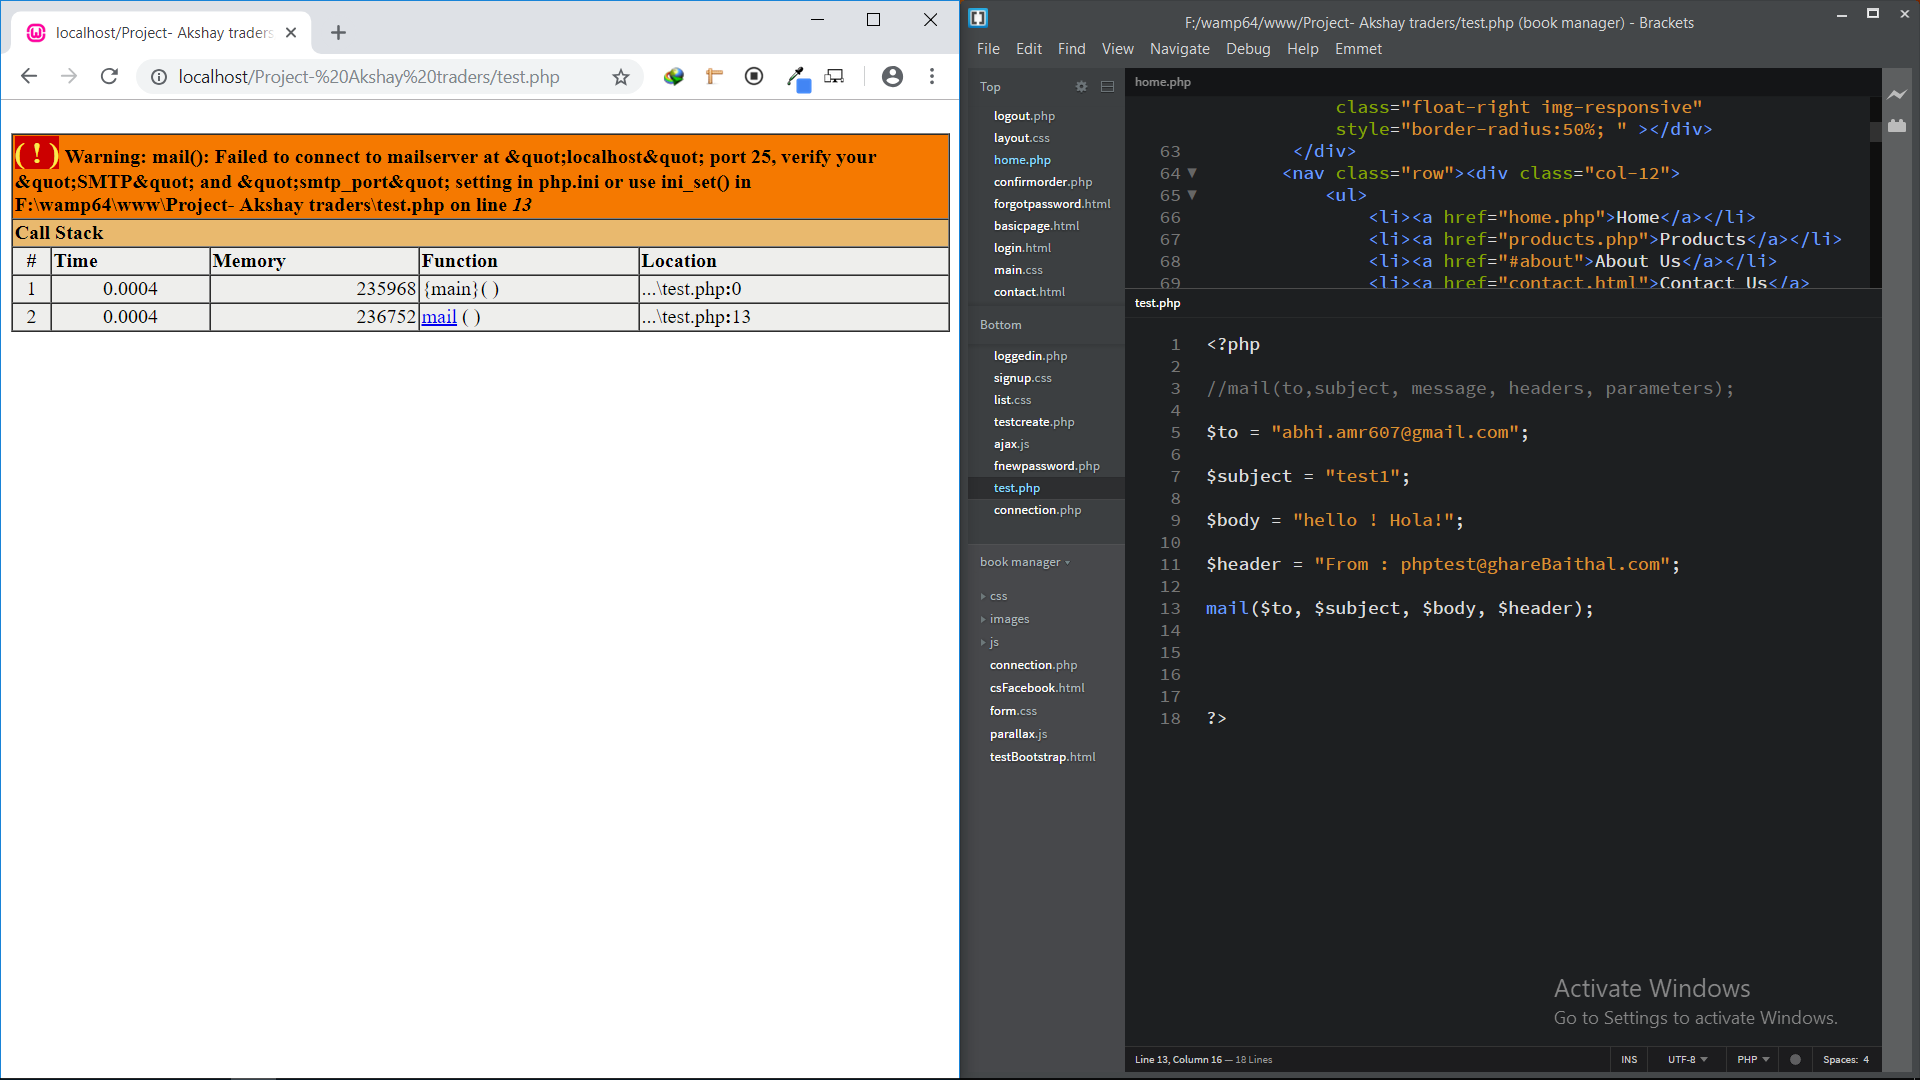 localhost/Project- Akshay traders
localhost/Project-%20Akshay%20traders/test.php
( ! ) Warning: mail(): Failed to connect to mailserver at &quot;localhost&quot; port 25, verify your
&quot;SMTP&quot; and &quot;smtp_port&quot; setting in php.ini or use ini_set() in
F:\wamp64\www\Project- Akshay traders\test.php on line 13
Call Stack
# Time Memory Function Location
1 0.0004 235968 {main}( ) ...\test.php:0
2 0.0004 236752 mail ( ) ...\test.php:13
F:/wamp64/www/Project- Akshay traders/test.php (book manager) - Brackets
File Edit Find View Navigate Debug Help Emmet
Top
logout.php
layout.css
home.php
confirmorder.php
forgotpassword.html
basicpage.html
login.html
main.css
contact.html
Bottom
loggedin.php
signup.css
list.css
testcreate.php
ajax.js
fnewpassword.php
test.php
connection.php
book manager
css
images
js
connection.php
csFacebook.html
form.css
parallax.js
testBootstrap.html
home.php
class="float-right img-responsive"
style="border-radius:50%; " ></div>
63 </div>
64 <nav class="row"><div class="col-12">
65 <ul>
66 <li><a href="home.php">Home</a></li>
67 <li><a href="products.php">Products</a></li>
68 <li><a href="#about">About Us</a></li>
69 <li><a href="contact.html">Contact Us</a>
test.php
1 <?php
2
3 //mail(to,subject, message, headers, parameters);
4
5 $to = "abhi.amr607@gmail.com";
6
7 $subject = "test1";
8
9 $body = "hello ! Hola!";
10
11 $header = "From : phptest@ghareBaithal.com";
12
13 mail($to, $subject, $body, $header);
14
15
16
17
18 ?>
Activate Windows
Go to Settings to activate Windows.
Line 13, Column 16 — 18 Lines
INS UTF-8 PHP Spaces: 4